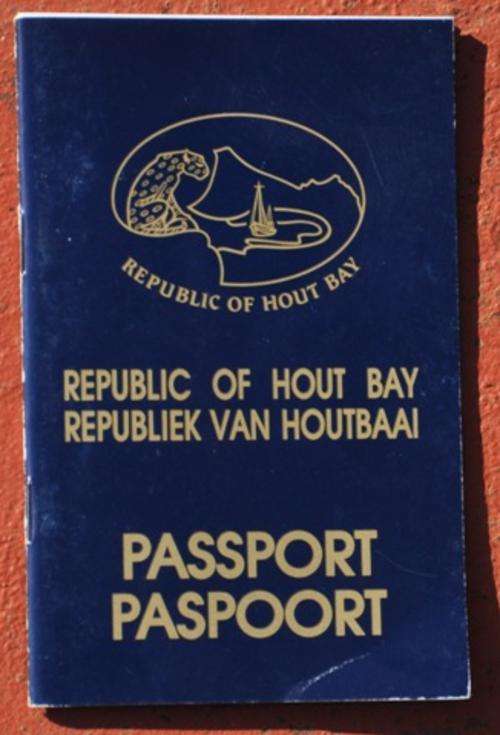 REPUBLIC OF HOUT BAY
REPUBLIC OF HOUT BAY
REPUBLIEK VAN HOUTBAAI
PASSPORT
PASPOORT